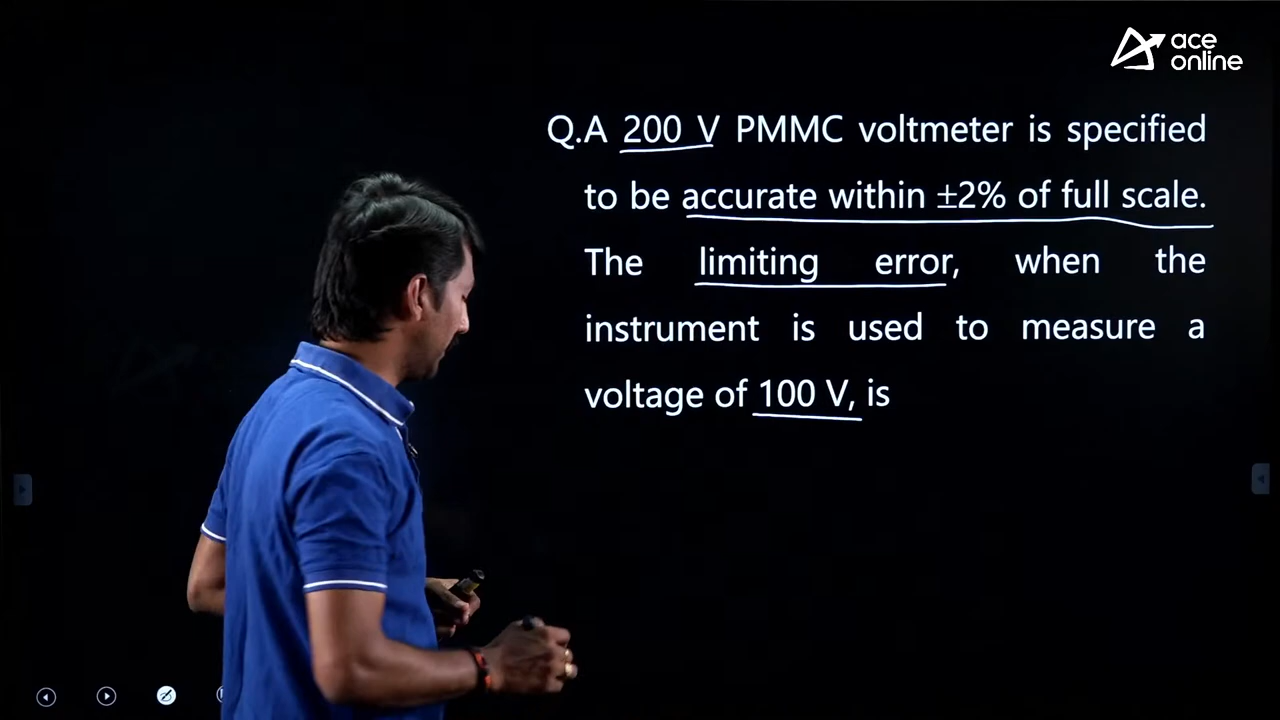 ace
online
Q.A 200 V PMMC voltmeter is specified
to be accurate within ±2% of full scale.
The limiting error, when the
instrument is used to measure a
voltage of 100 V, is